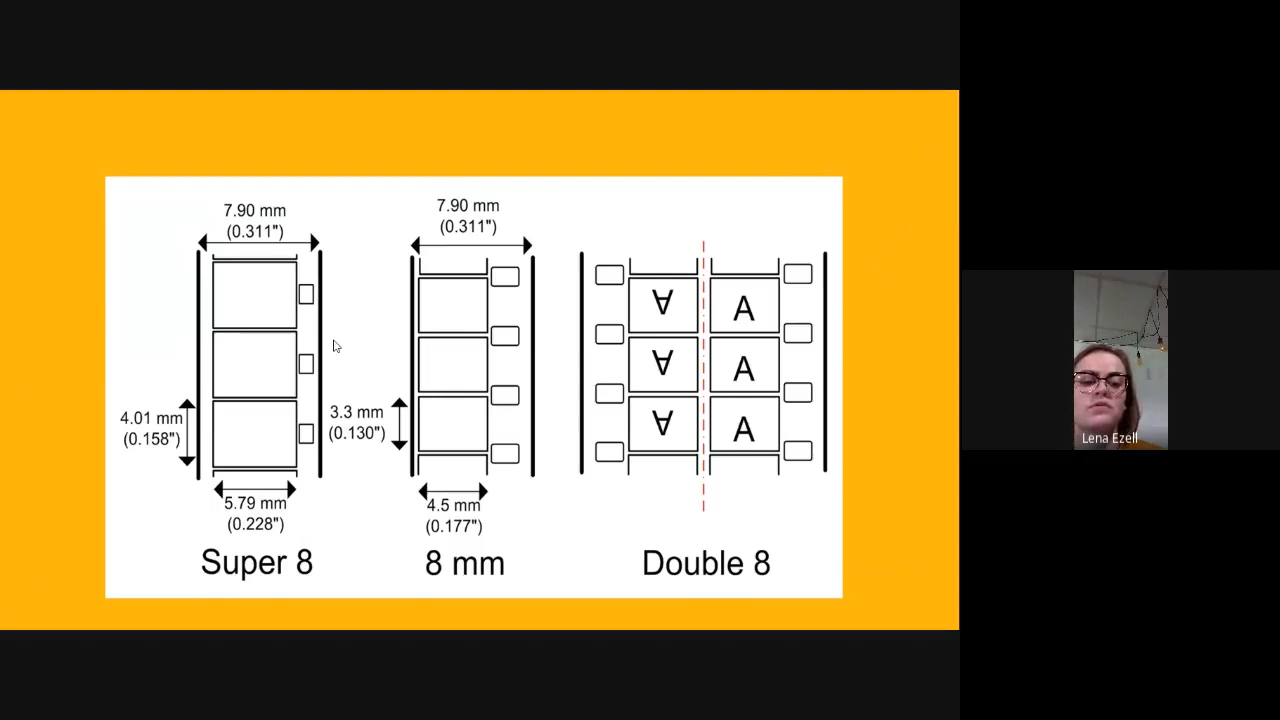 7.90 mm
(0.311")
7.90 mm
(0.311")
4.01 mm
(0.158")
3.3 mm
(0.130")
A A
A A
A A
5.79 mm
(0.228")
4.5 mm
(0.177")
Super 8
8 mm
Double 8
Lena Ezell